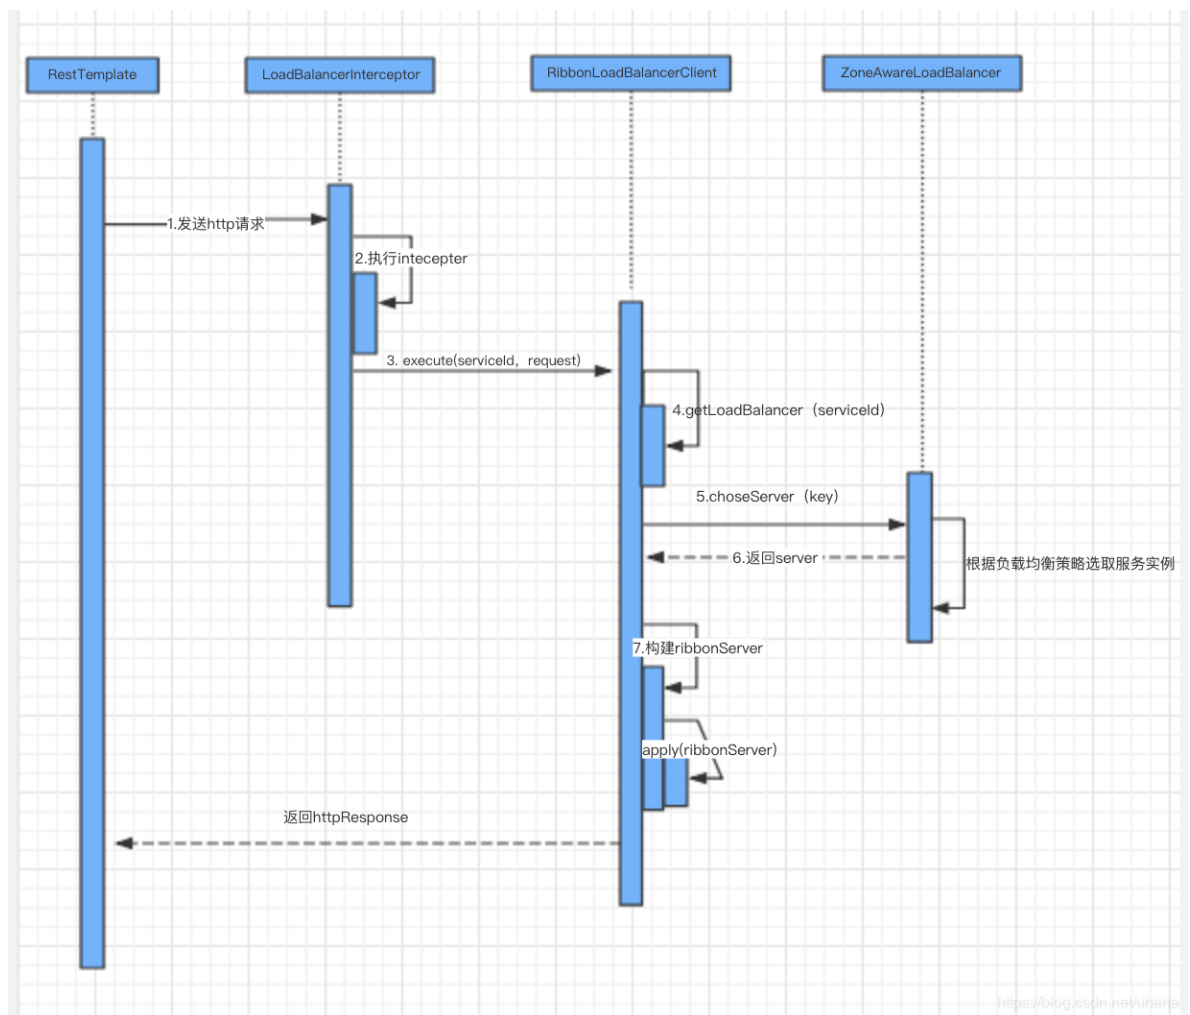 RestTemplate
LoadBalancerInterceptor
RibbonLoadBalancerClient
ZoneAwareLoadBalancer
1.发送http请求
2.执行intecepter
3. execute(serviceId，request)
4.getLoadBalancer（serviceId）
5.choseServer（key）
6.返回server
根据负载均衡策略选取服务实例
7.构建ribbonServer
apply(ribbonServer)
返回httpResponse
https://blog.csdn.net/uhana